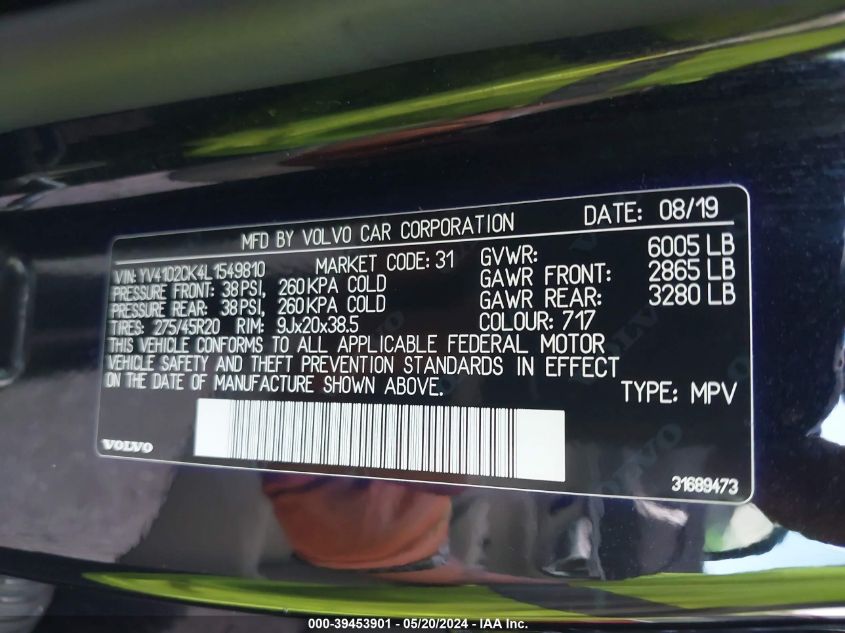 MFD BY VOLVO CAR CORPORATION DATE: 08/19
VIN: YV4102CK4L1549810 MARKET CODE: 31 GVWR: 6005 LB
PRESSURE FRONT: 38PSI, 260KPA COLD GAWR FRONT: 2865 LB
PRESSURE REAR: 38PSI, 260KPA COLD GAWR REAR: 3280 LB
TIRES: 275/45R20 RIM: 9Jx20x38.5 COLOUR: 717
THIS VEHICLE CONFORMS TO ALL APPLICABLE FEDERAL MOTOR
VEHICLE SAFETY AND THEFT PREVENTION STANDARDS IN EFFECT
ON THE DATE OF MANUFACTURE SHOWN ABOVE. TYPE: MPV
VOLVO
31689473
000-39453901 - 05/20/2024 - IAA Inc.